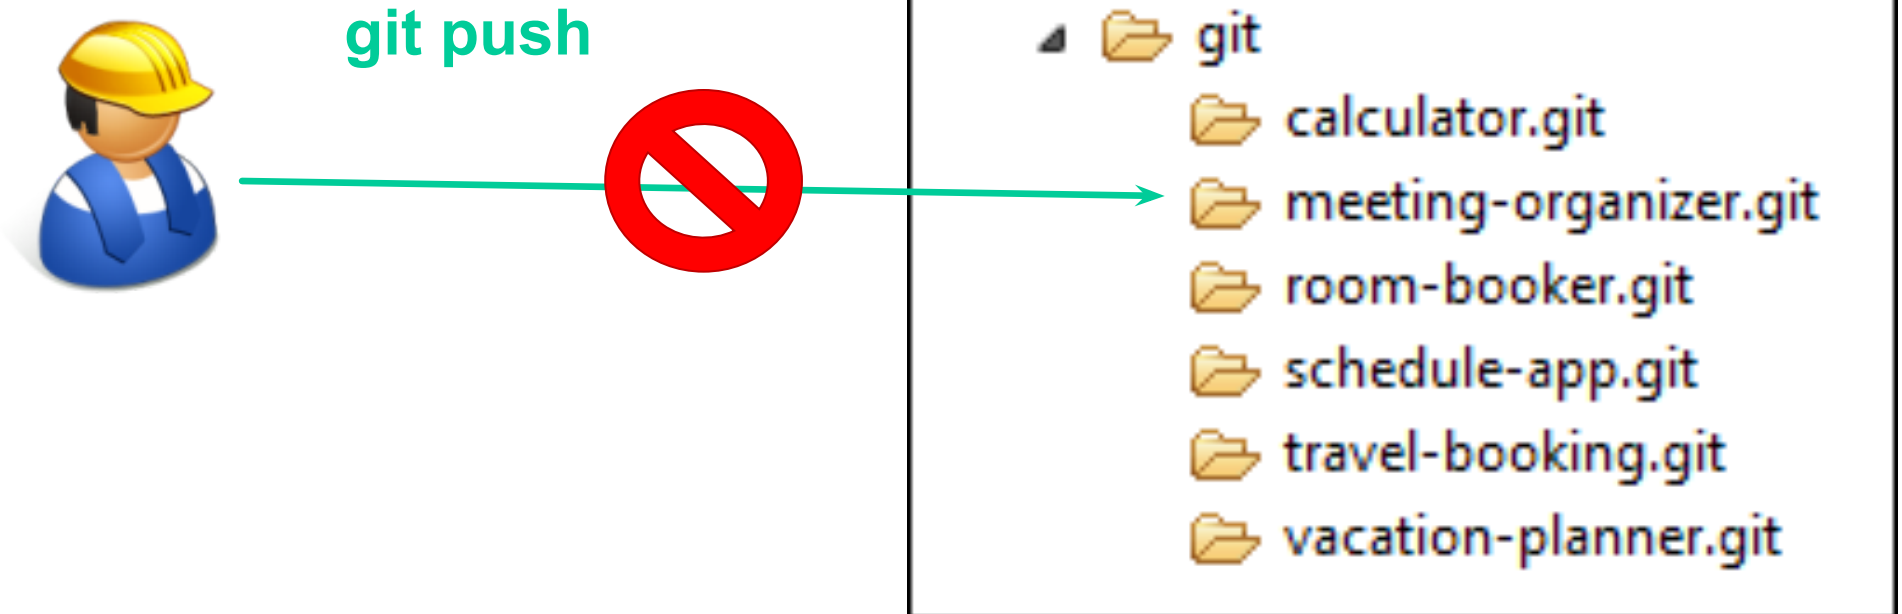 git push
git
calculator.git
meeting-organizer.git
room-booker.git
schedule-app.git
travel-booking.git
vacation-planner.git